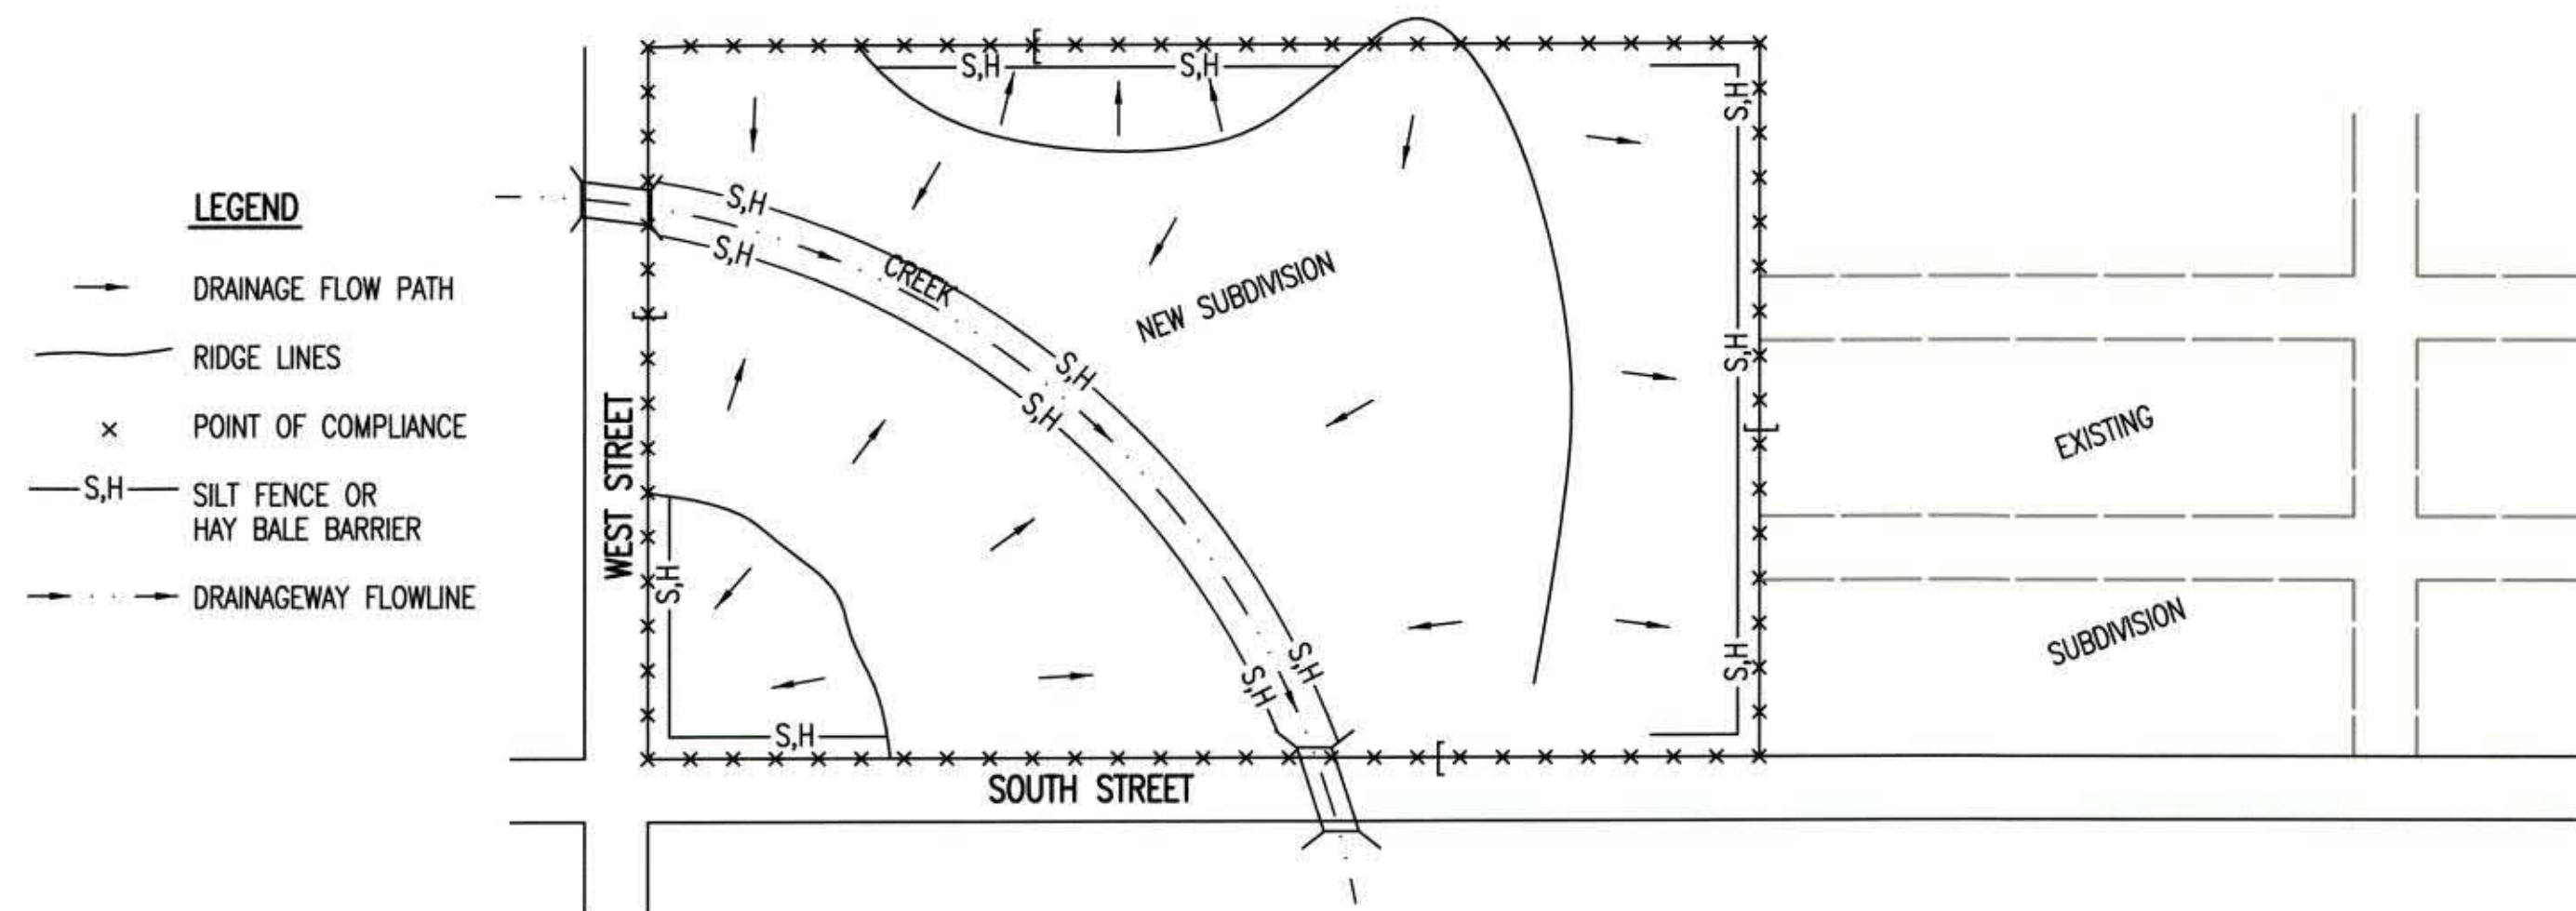 LEGEND
DRAINAGE FLOW PATH
RIDGE LINES
× POINT OF COMPLIANCE
S,H SILT FENCE OR
HAY BALE BARRIER
DRAINAGEWAY FLOWLINE
S,H
S,H
S,H
S,H
S,H
CREEK
NEW SUBDIVISION
S,H
S,H
S,H
WEST STREET
EXISTING
S,H
S,H
S,H
S,H
SUBDIVISION
S,H
S,H
SOUTH STREET